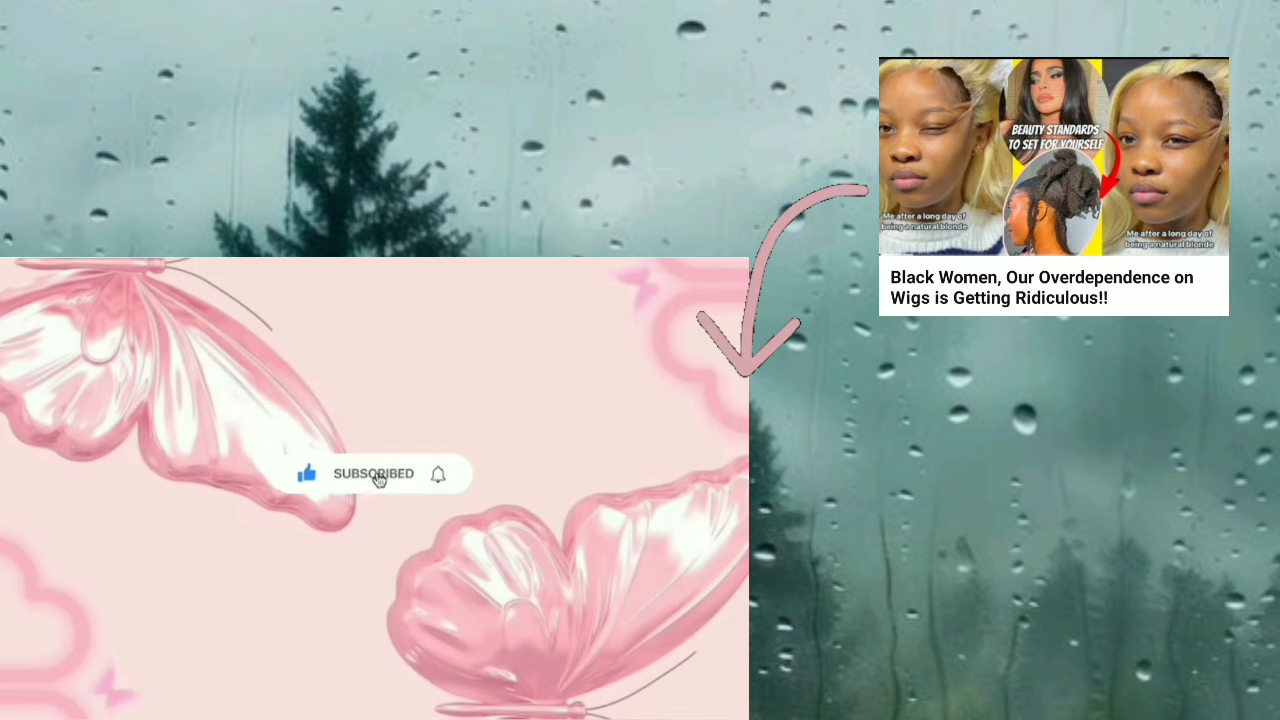 BEAUTY STANDARDS
TO SET FOR YOURSELF
Me after a long day of
being a natural blonde
Me after a long day of
being a natural blonde
Black Women, Our Overdependence on
Wigs is Getting Ridiculous!!
SUBSCRIBED